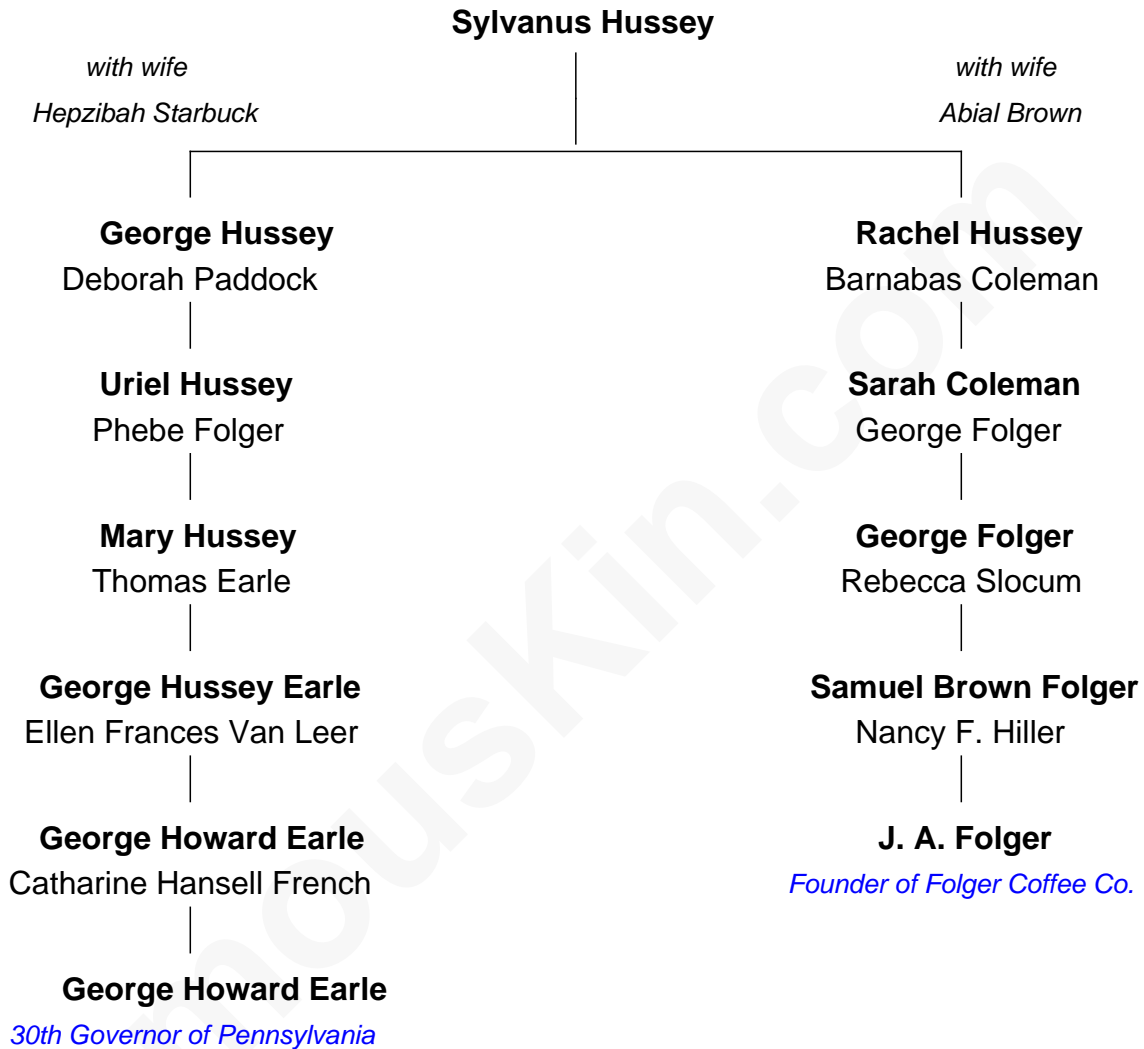 Sylvanus Hussey
with wife
Hepzibah Starbuck
with wife
Abial Brown
George Hussey
Deborah Paddock
Rachel Hussey
Barnabas Coleman
Uriel Hussey
Phebe Folger
Sarah Coleman
George Folger
Mary Hussey
Thomas Earle
George Folger
Rebecca Slocum
George Hussey Earle
Ellen Frances Van Leer
Samuel Brown Folger
Nancy F. Hiller
George Howard Earle
Catharine Hansell French
J. A. Folger
Founder of Folger Coffee Co.
George Howard Earle
30th Governor of Pennsylvania
mousKin.com